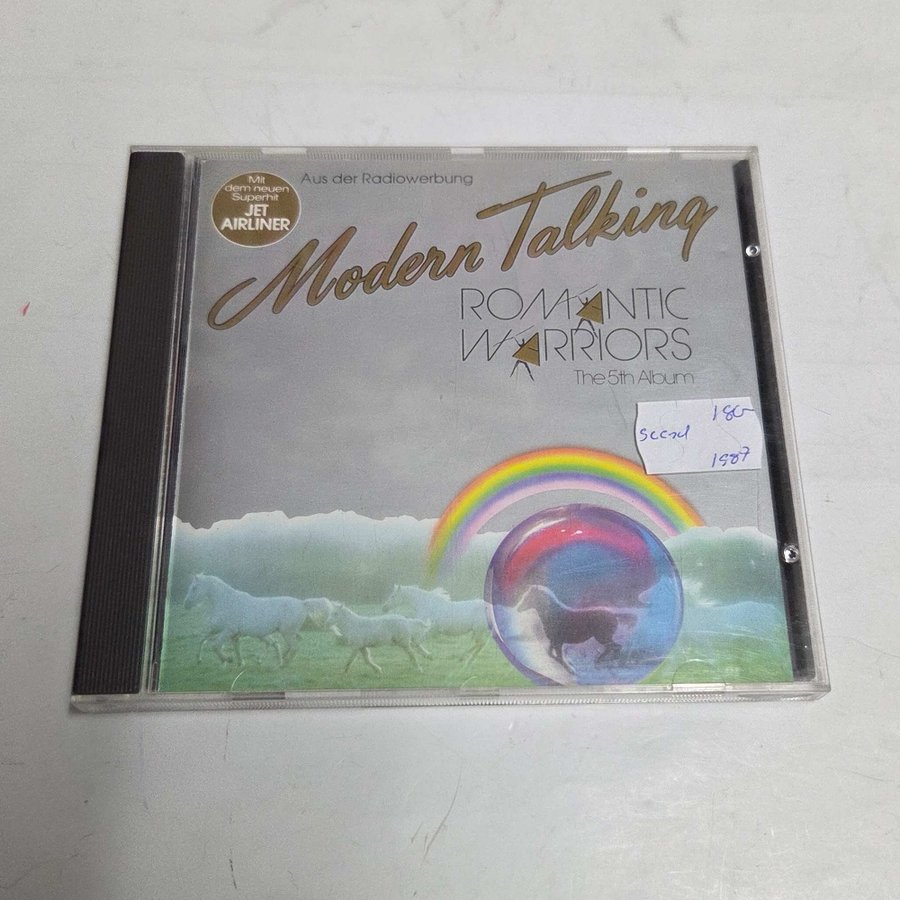 Mit
dem neuen
Superhit
JET
AIRLINER
Aus der Radiowerbung
Modern Talking
ROMANTIC
WARRIORS
The 5th Album
1987